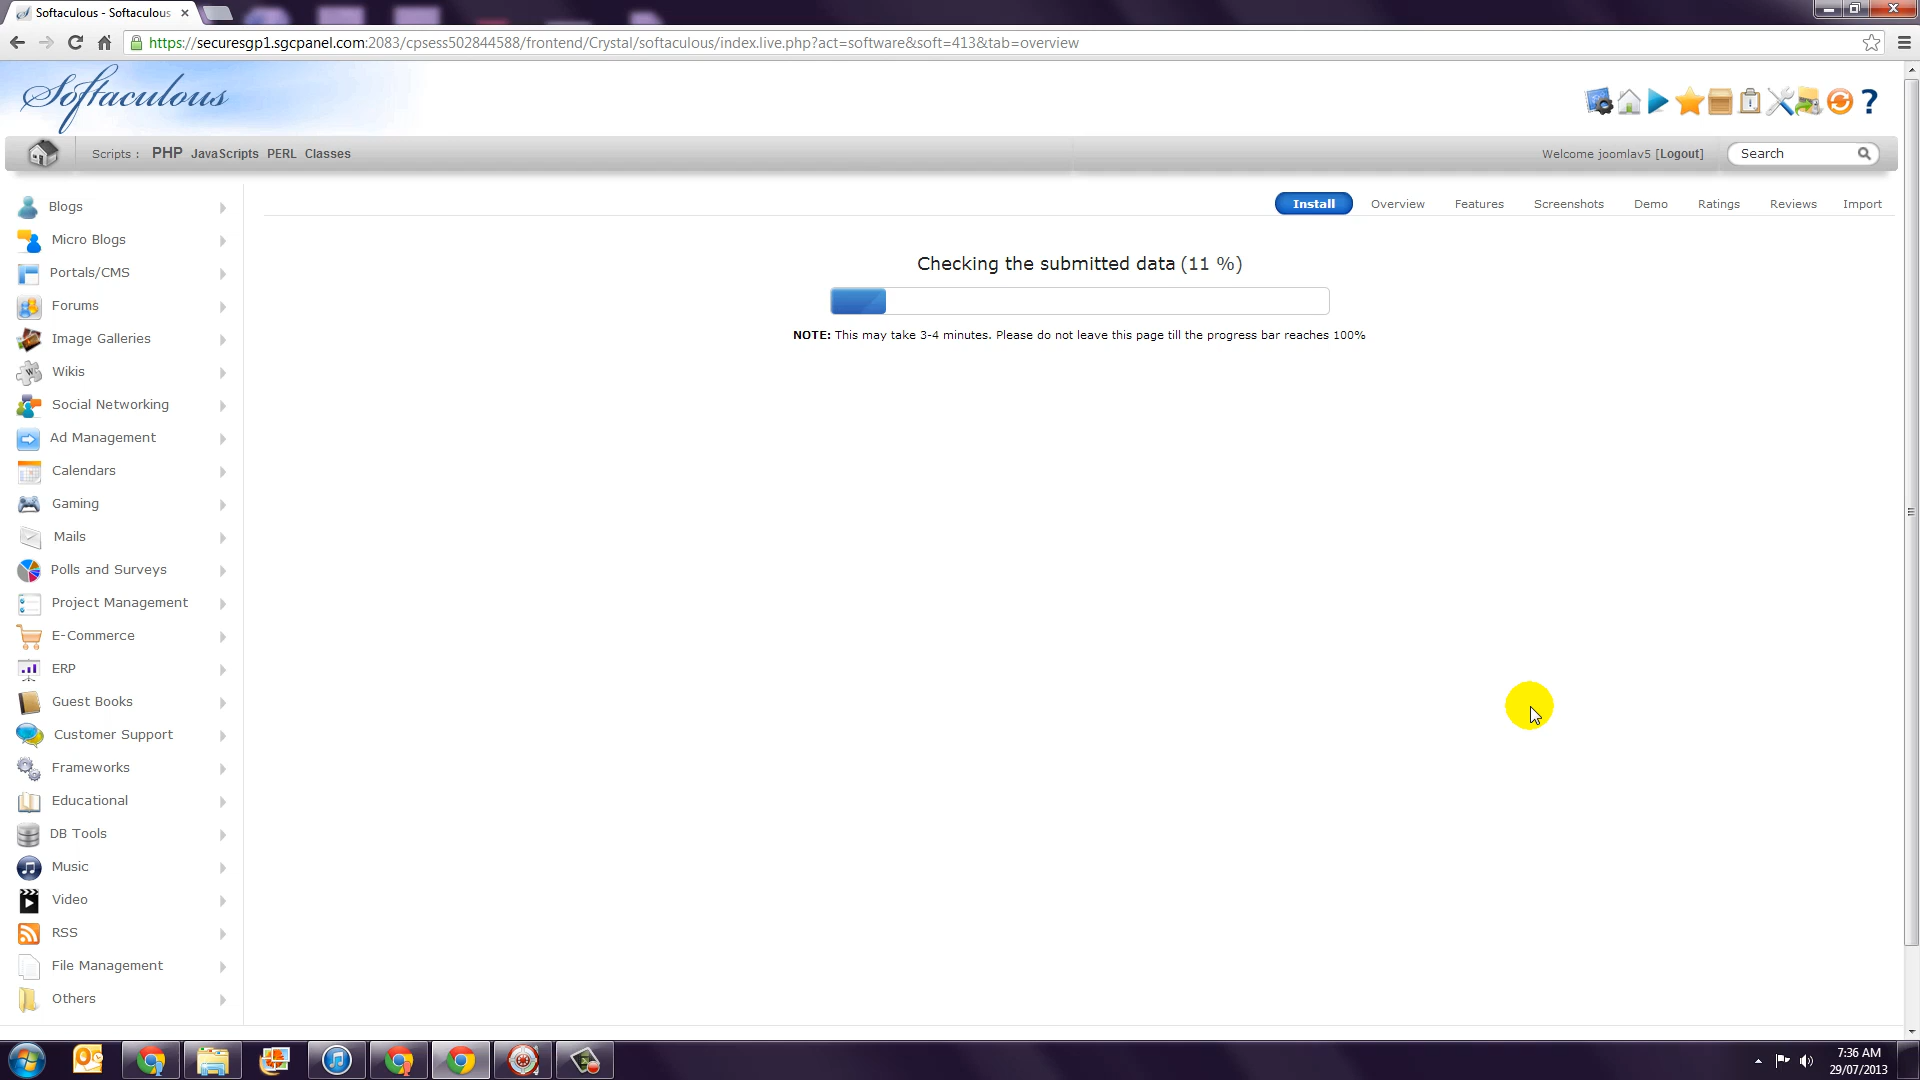 Softaculous - Softaculous
https://securesgp1.sgcpanel.com:2083/cpsess502844588/frontend/Crystal/softaculous/index.live.php?act=software&soft=413&tab=overview
Softaculous
Scripts : PHP JavaScripts PERL Classes
Welcome joomlav5 [Logout]
Search
Install Overview Features Screenshots Demo Ratings Reviews Import
Blogs
Micro Blogs
Portals/CMS
Forums
Image Galleries
Wikis
Social Networking
Ad Management
Calendars
Gaming
Mails
Polls and Surveys
Project Management
E-Commerce
ERP
Guest Books
Customer Support
Frameworks
Educational
DB Tools
Music
Video
RSS
File Management
Others
Checking the submitted data (11 %)
NOTE: This may take 3-4 minutes. Please do not leave this page till the progress bar reaches 100%
7:36 AM
29/07/2013